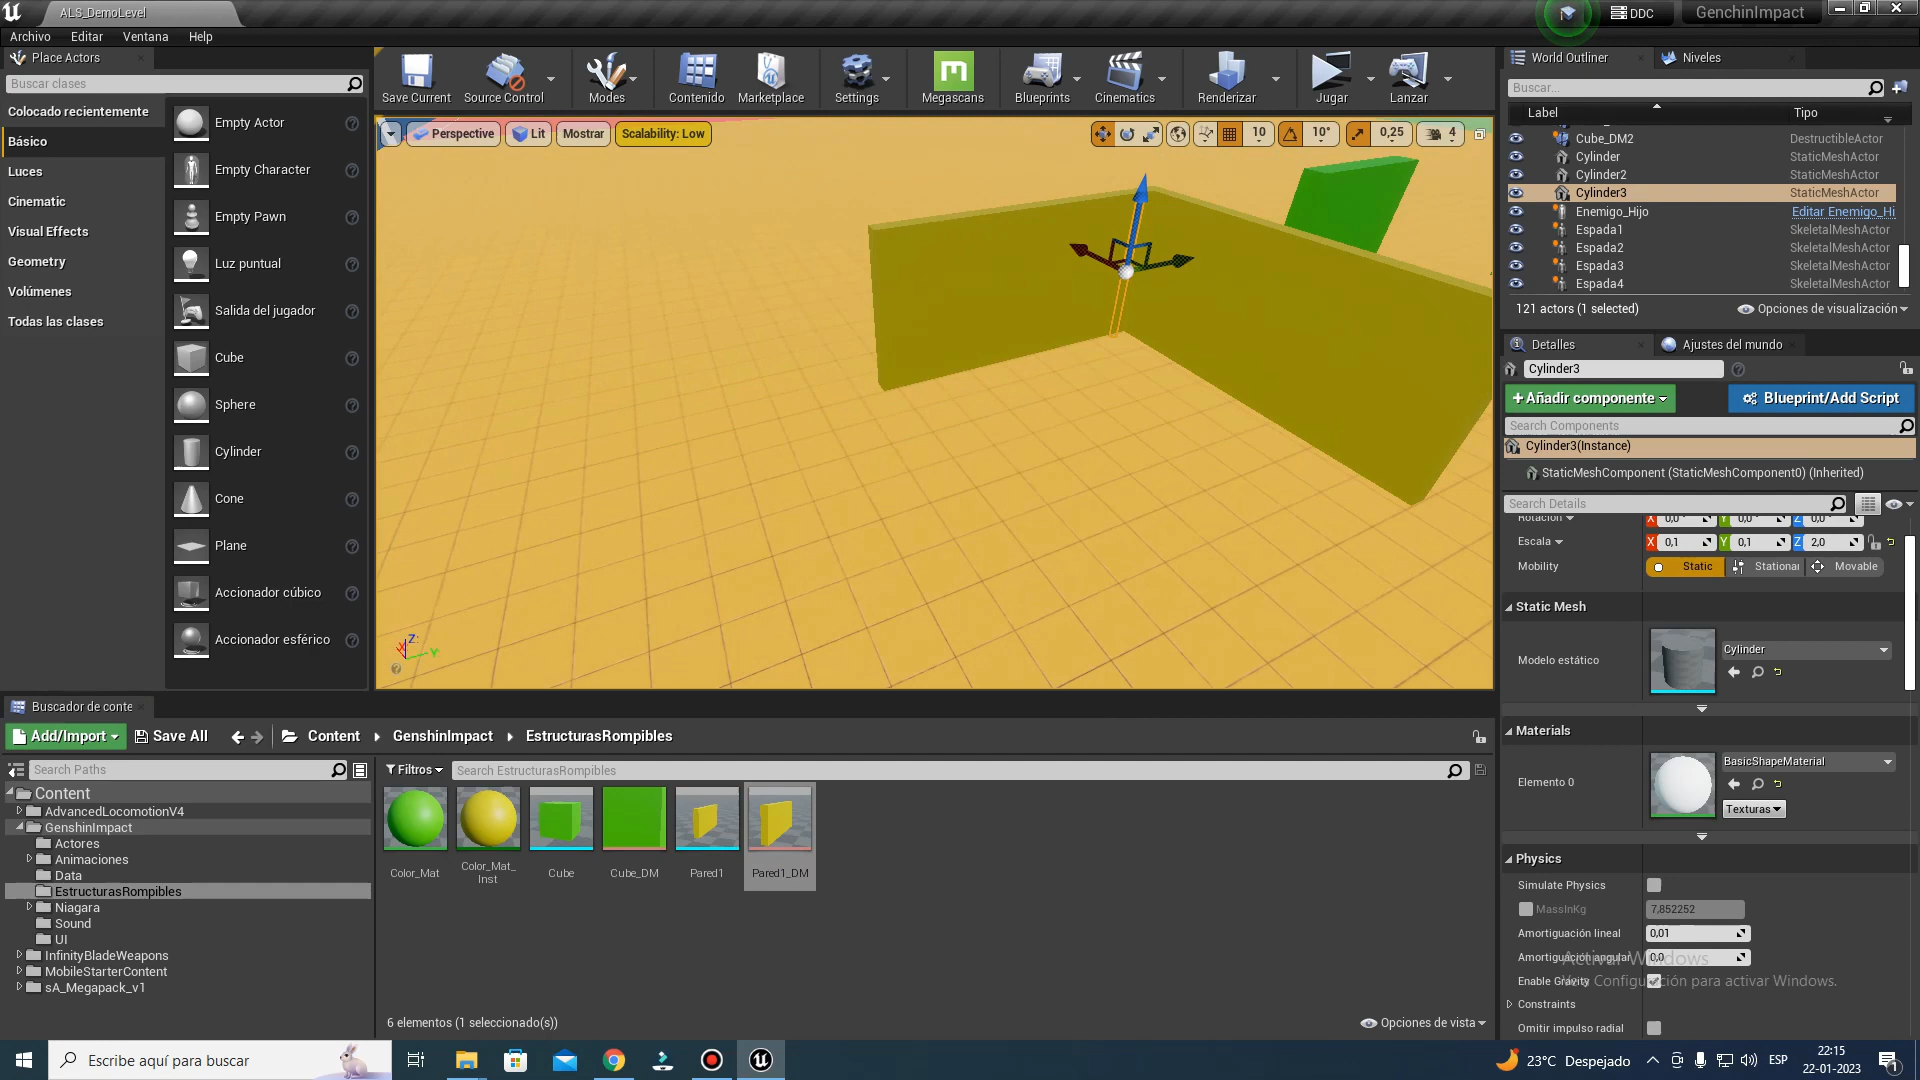 ALS_DemoLevel
DDC
GenchinImpact
Archivo Editar Ventana Help
Place Actors
Buscar clases
Colocado recientemente
Básico
Luces
Cinematic
Visual Effects
Geometry
Volúmenes
Todas las clases
Empty Actor
Empty Character
Empty Pawn
Luz puntual
Salida del jugador
Cube
Sphere
Cylinder
Cone
Plane
Accionador cúbico
Accionador esférico
Save Current Source Control Modes Contenido Marketplace Settings Megascans Blueprints Cinematics Renderizar Jugar Lanzar
Perspective Lit Mostrar Scalability: Low
10 10° 0,25 4
Z
X Y
World Outliner Niveles
Buscar...
Label Tipo
Cube_DM2 DestructibleActor
Cylinder StaticMeshActor
Cylinder2 StaticMeshActor
Cylinder3 StaticMeshActor
Enemigo_Hijo Editar Enemigo_Hi
Espada1 SkeletalMeshActor
Espada2 SkeletalMeshActor
Espada3 SkeletalMeshActor
Espada4 SkeletalMeshActor
121 actors (1 selected) Opciones de visualización
Detalles Ajustes del mundo
Cylinder3
+Añadir componente Blueprint/Add Script
Search Components
Cylinder3(Instance)
StaticMeshComponent (StaticMeshComponent0) (Inherited)
Search Details
Rotación X 0,0° Y 0,0° Z 0,0°
Escala X 0,1 Y 0,1 Z 2,0
Mobility Static Stationar Movable
Static Mesh
Modelo estático Cylinder
Materials
Elemento 0 BasicShapeMaterial
Texturas
Physics
Simulate Physics
MassInKg 7,852252
Amortiguación lineal 0,01
Amortiguación angular 0,0
Enable Gravity
Constraints
Omitir impulso radial
Activar Windows
Ve a Configuración para activar Windows.
Buscador de conte
Add/Import Save All Content GenshinImpact EstructurasRompibles
Search Paths
Content
AdvancedLocomotionV4
GenshinImpact
Actores
Animaciones
Data
EstructurasRompibles
Niagara
Sound
UI
InfinityBladeWeapons
MobileStarterContent
sA_Megapack_v1
Filtros Search EstructurasRompibles
Color_Mat
Color_Mat_
Inst
Cube
Cube_DM
Pared1
Pared1_DM
6 elementos (1 seleccionado(s)) Opciones de vista
Escribe aquí para buscar
23°C Despejado
ESP
22:15
22-01-2023
1